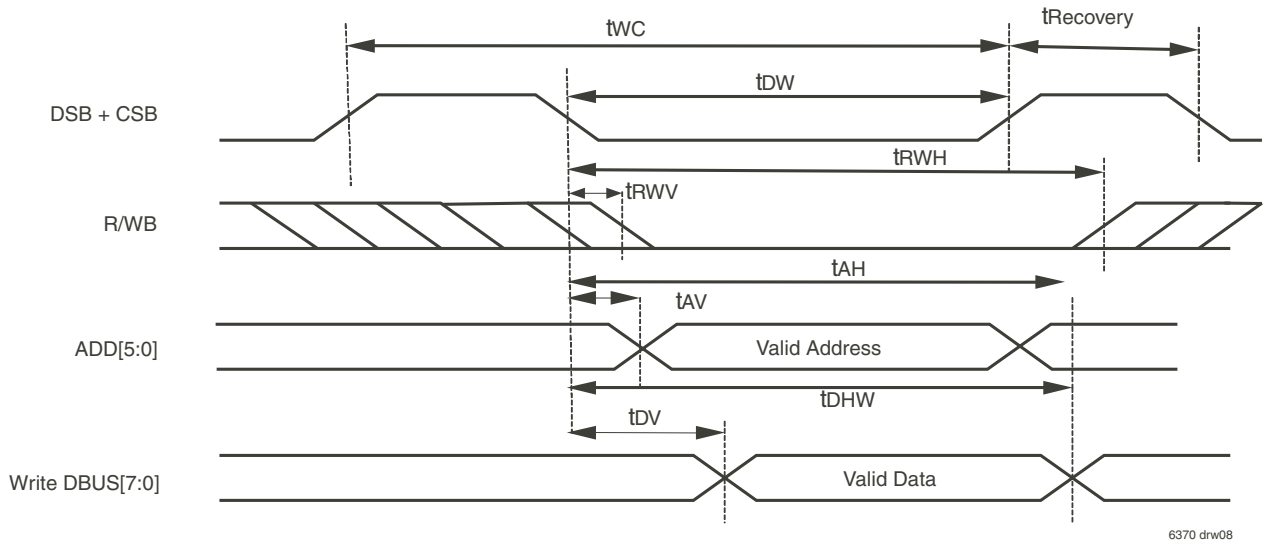 tWC
tRecovery
tDW
DSB + CSB
tRWH
tRWV
R/WB
tAH
tAV
ADD[5:0]
Valid Address
tDHW
tDV
Write DBUS[7:0]
Valid Data
6370 drw08